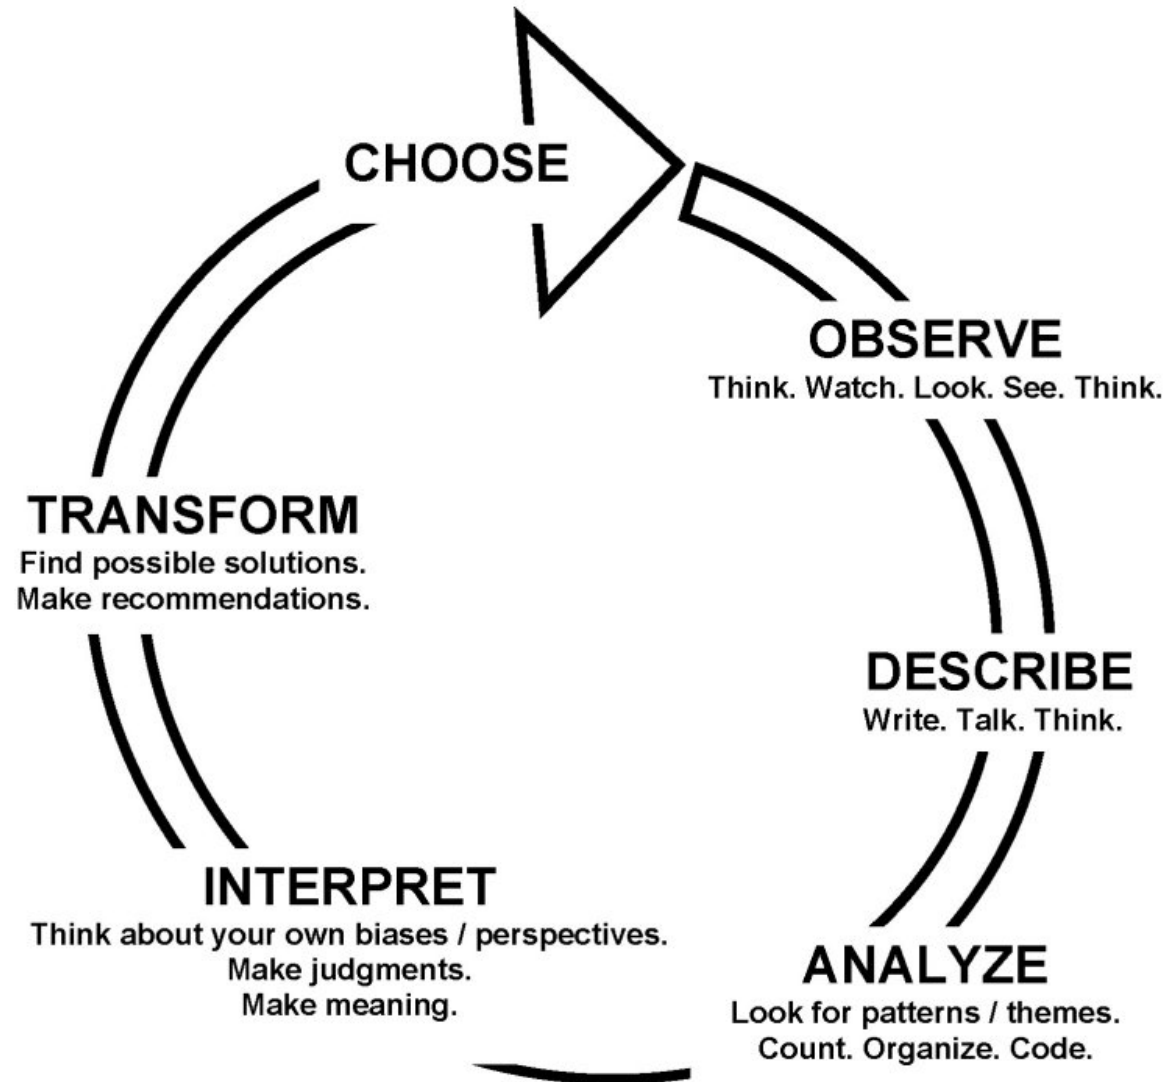 CHOOSE
OBSERVE
Think. Watch. Look. See. Think.
DESCRIBE
Write. Talk. Think.
ANALYZE
Look for patterns / themes.
Count. Organize. Code.
INTERPRET
Think about your own biases / perspectives.
Make judgments.
Make meaning.
TRANSFORM
Find possible solutions.
Make recommendations.